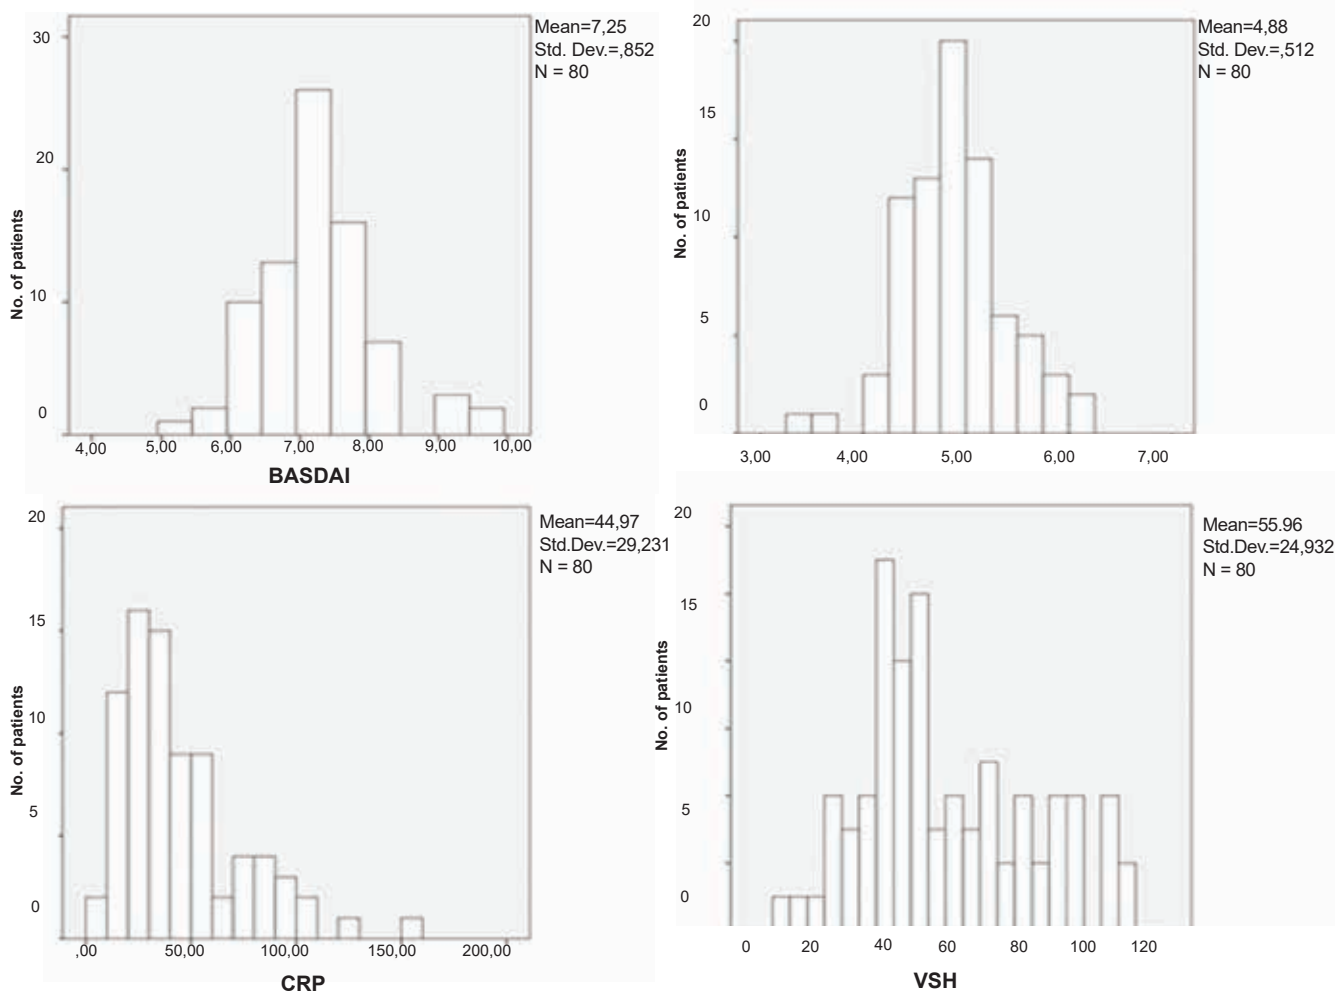 30
20
10
0
No. of patients
4,00 5,00 6,00 7,00 8,00 9,00 10,00
BASDAI
Mean=7,25
Std. Dev.=,852
N = 80
20
15
10
5
0
No. of patients
3,00 4,00 5,00 6,00 7,00
Mean=4,88
Std. Dev.=,512
N = 80
20
15
10
5
0
No. of patients
,00 50,00 100,00 150,00 200,00
CRP
Mean=44,97
Std.Dev.=29,231
N = 80
20
15
10
5
0
No. of patients
0 20 40 60 80 100 120
VSH
Mean=55.96
Std.Dev.=24,932
N = 80